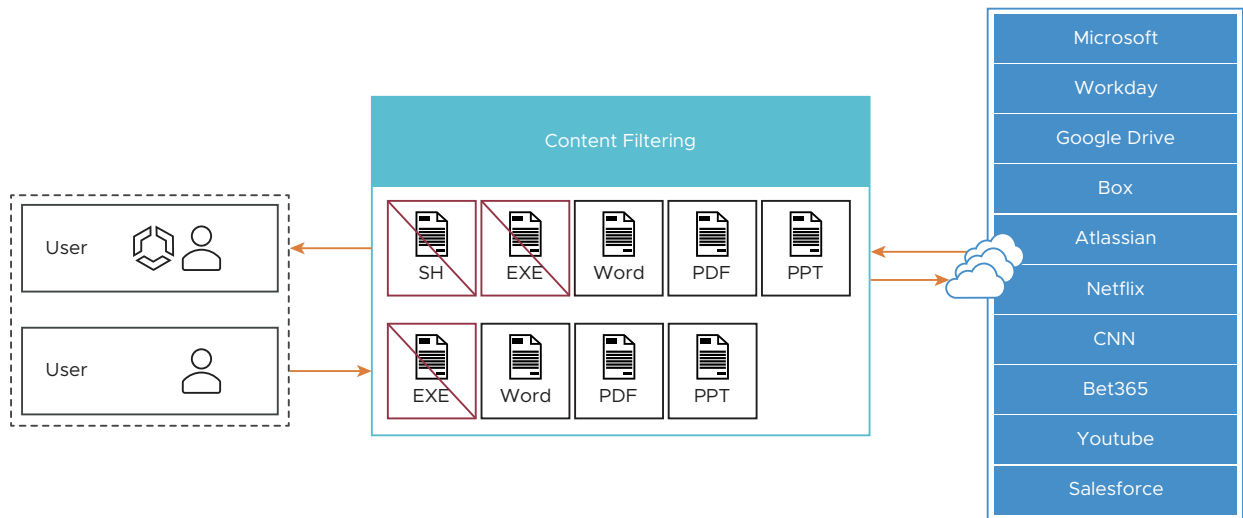 Content Filtering
User
SH
EXE
Word
PDF
PPT
User
EXE
Word
PDF
PPT
Microsoft
Workday
Google Drive
Box
Atlassian
Netflix
CNN
Bet365
Youtube
Salesforce